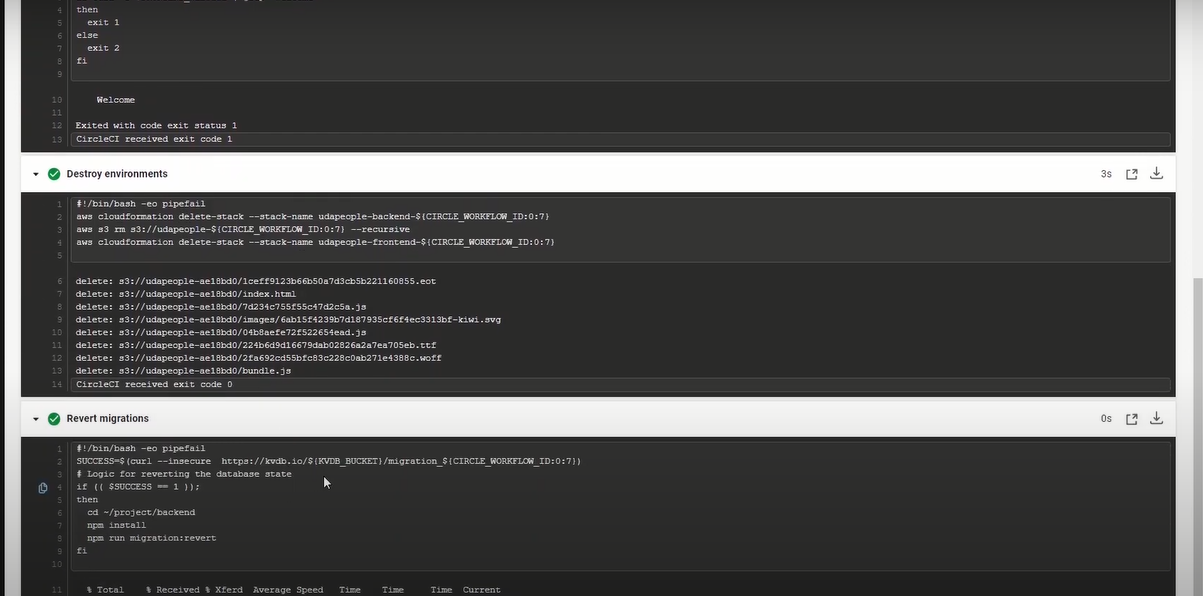 4 then
5 exit 1
6 else
7 exit 2
8 fi
9
10 Welcome
11
12 Exited with code exit status 1
13 CircleCI received exit code 1
Destroy environments 3s
1 #!/bin/bash -eo pipefail
2 aws cloudformation delete-stack --stack-name udapeople-backend-${CIRCLE_WORKFLOW_ID:0:7}
3 aws s3 rm s3://udapeople-${CIRCLE_WORKFLOW_ID:0:7} --recursive
4 aws cloudformation delete-stack --stack-name udapeople-frontend-${CIRCLE_WORKFLOW_ID:0:7}
5
6 delete: s3://udapeople-ae18bd0/1ceff9123b66b50a7d3cb5b221160855.eot
7 delete: s3://udapeople-ae18bd0/index.html
8 delete: s3://udapeople-ae18bd0/7d234c755f55c47d2c5a.js
9 delete: s3://udapeople-ae18bd0/images/6ab15f4239b7d187935cf6f4ec3313bf-kiwi.svg
10 delete: s3://udapeople-ae18bd0/04b8aefe72f522654ead.js
11 delete: s3://udapeople-ae18bd0/224b6d9d16679dab02826a2a7ea705eb.ttf
12 delete: s3://udapeople-ae18bd0/2fa692cd55bfc83c228c0ab271e4388c.woff
13 delete: s3://udapeople-ae18bd0/bundle.js
14 CircleCI received exit code 0
Revert migrations 0s
1 #!/bin/bash -eo pipefail
2 SUCCESS=$(curl --insecure https://kvdb.io/${KVDB_BUCKET}/migration_${CIRCLE_WORKFLOW_ID:0:7})
3 # Logic for reverting the database state
4 if (( $SUCCESS == 1 ));
5 then
6 cd ~/project/backend
7 npm install
8 npm run migration:revert
9 fi
10
11 % Total % Received % Xferd Average Speed Time Time Time Current